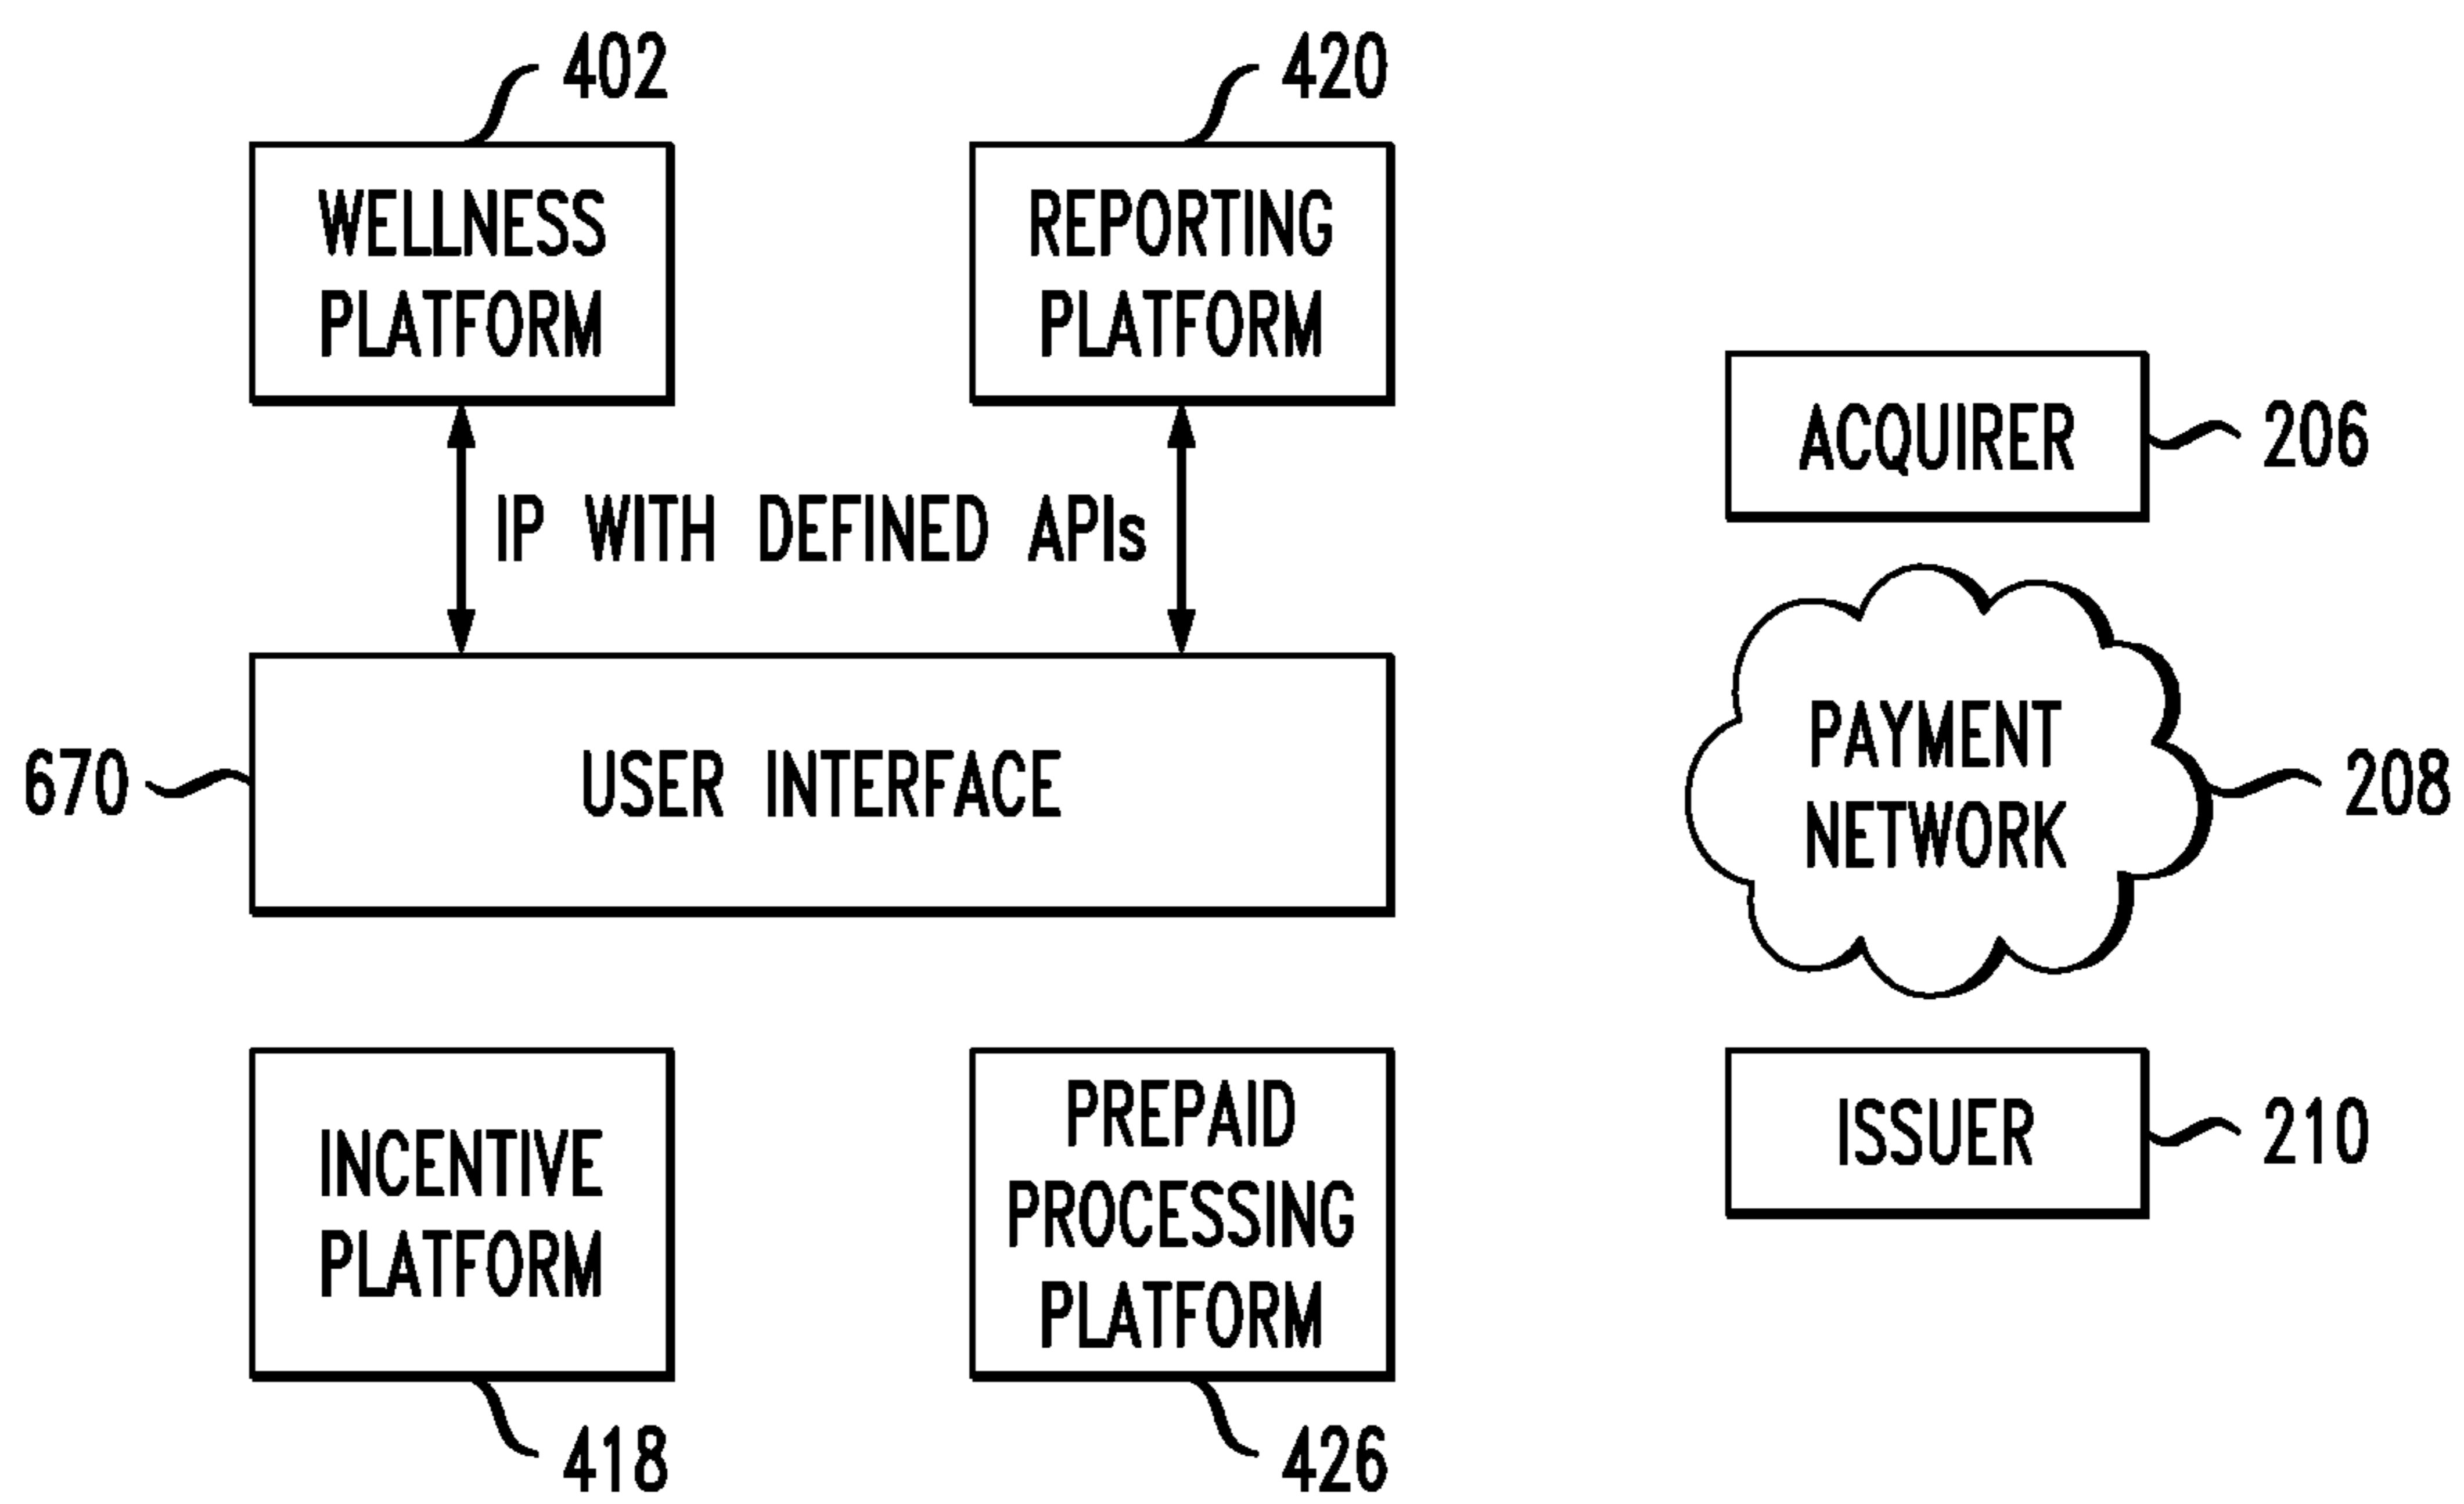 402
WELLNESS
PLATFORM
420
REPORTING
PLATFORM
IP WITH DEFINED APIs
670
USER INTERFACE
INCENTIVE
PLATFORM
418
PREPAID
PROCESSING
PLATFORM
426
ACQUIRER
206
PAYMENT
NETWORK
208
ISSUER
210